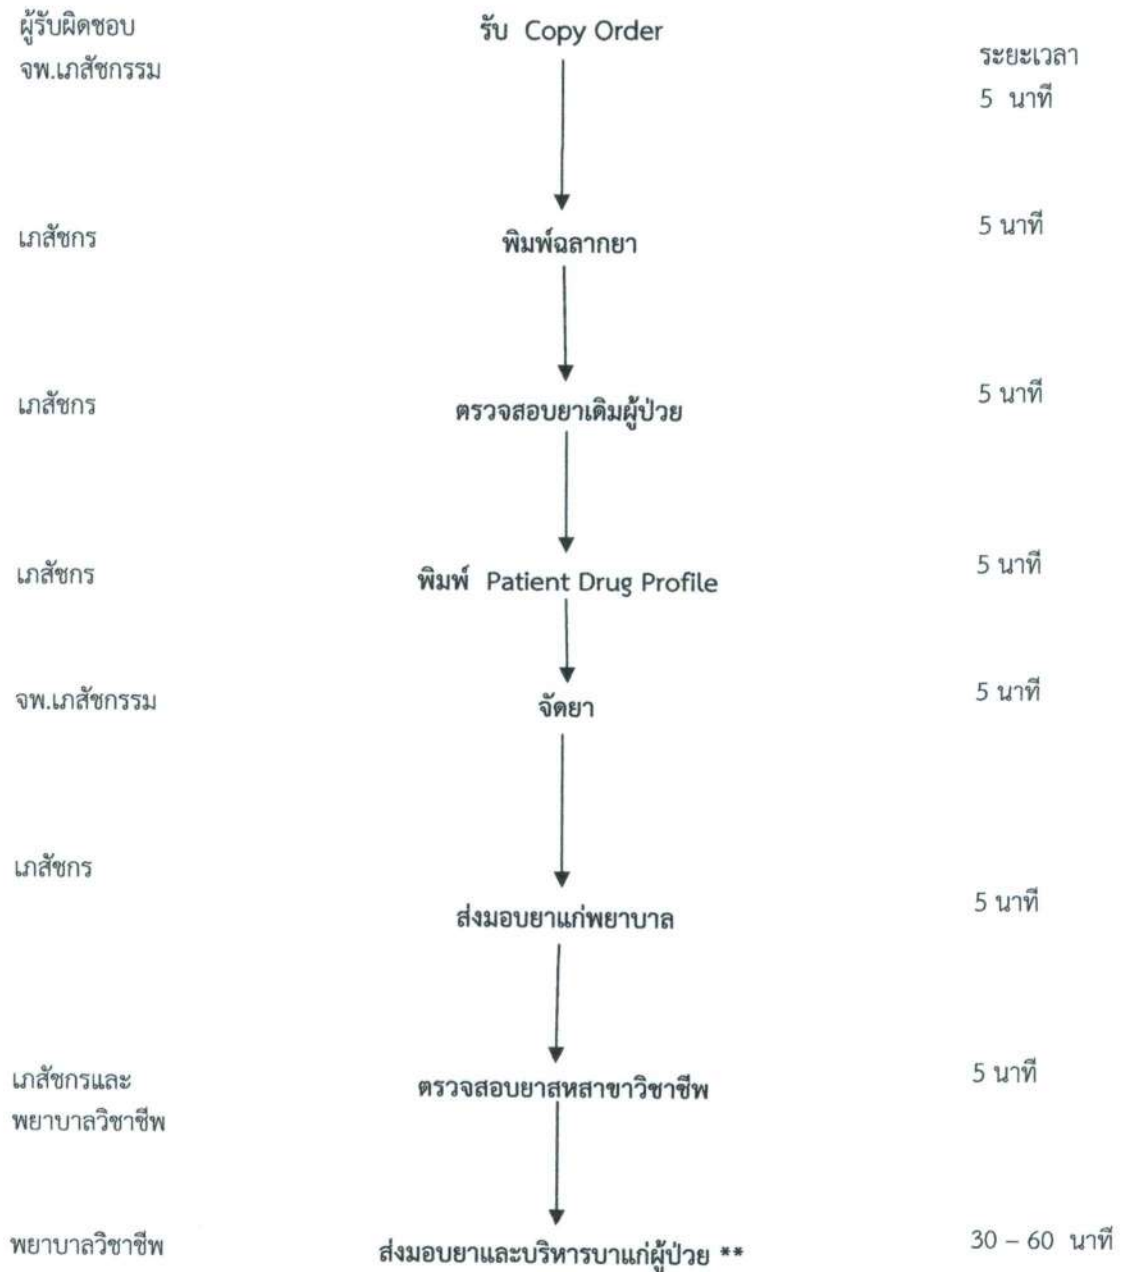 ผู้รับผิดชอบ
รับ Copy Order
จพ.เภสัชกรรม
ระยะเวลา
5 นาที
เภสัชกร
พิมพ์ฉลากยา
5 นาที
เภสัชกร
ตรวจสอบยาเดิมผู้ป่วย
5 นาที
เภสัชกร
พิมพ์ Patient Drug Profile
5 นาที
จพ.เภสัชกรรม
จัดยา
5 นาที
เภสัชกร
ส่งมอบยาแก่พยาบาล
5 นาที
เภสัชกรและ
พยาบาลวิชาชีพ
ตรวจสอบยาสหสาขาวิชาชีพ
5 นาที
พยาบาลวิชาชีพ
ส่งมอบยาและบริหารบาแก่ผู้ป่วย **
30 – 60 นาที